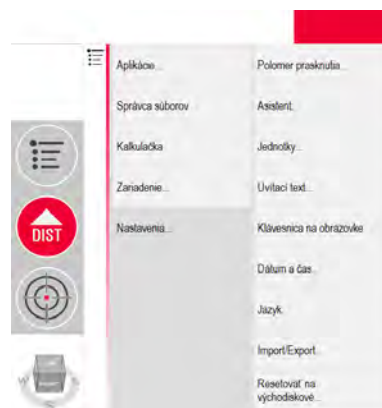 Aplikácie...
Polomer prasknutia...
Správca súborov
Asistent...
Kalkulačka
Jednotky...
Zariadenie...
Uvítací text...
Nastavenia...
Klávesnica na obrazovke
DIST
Dátum a čas...
Jazyk
Import/Export...
Resetovať na
východiskové...